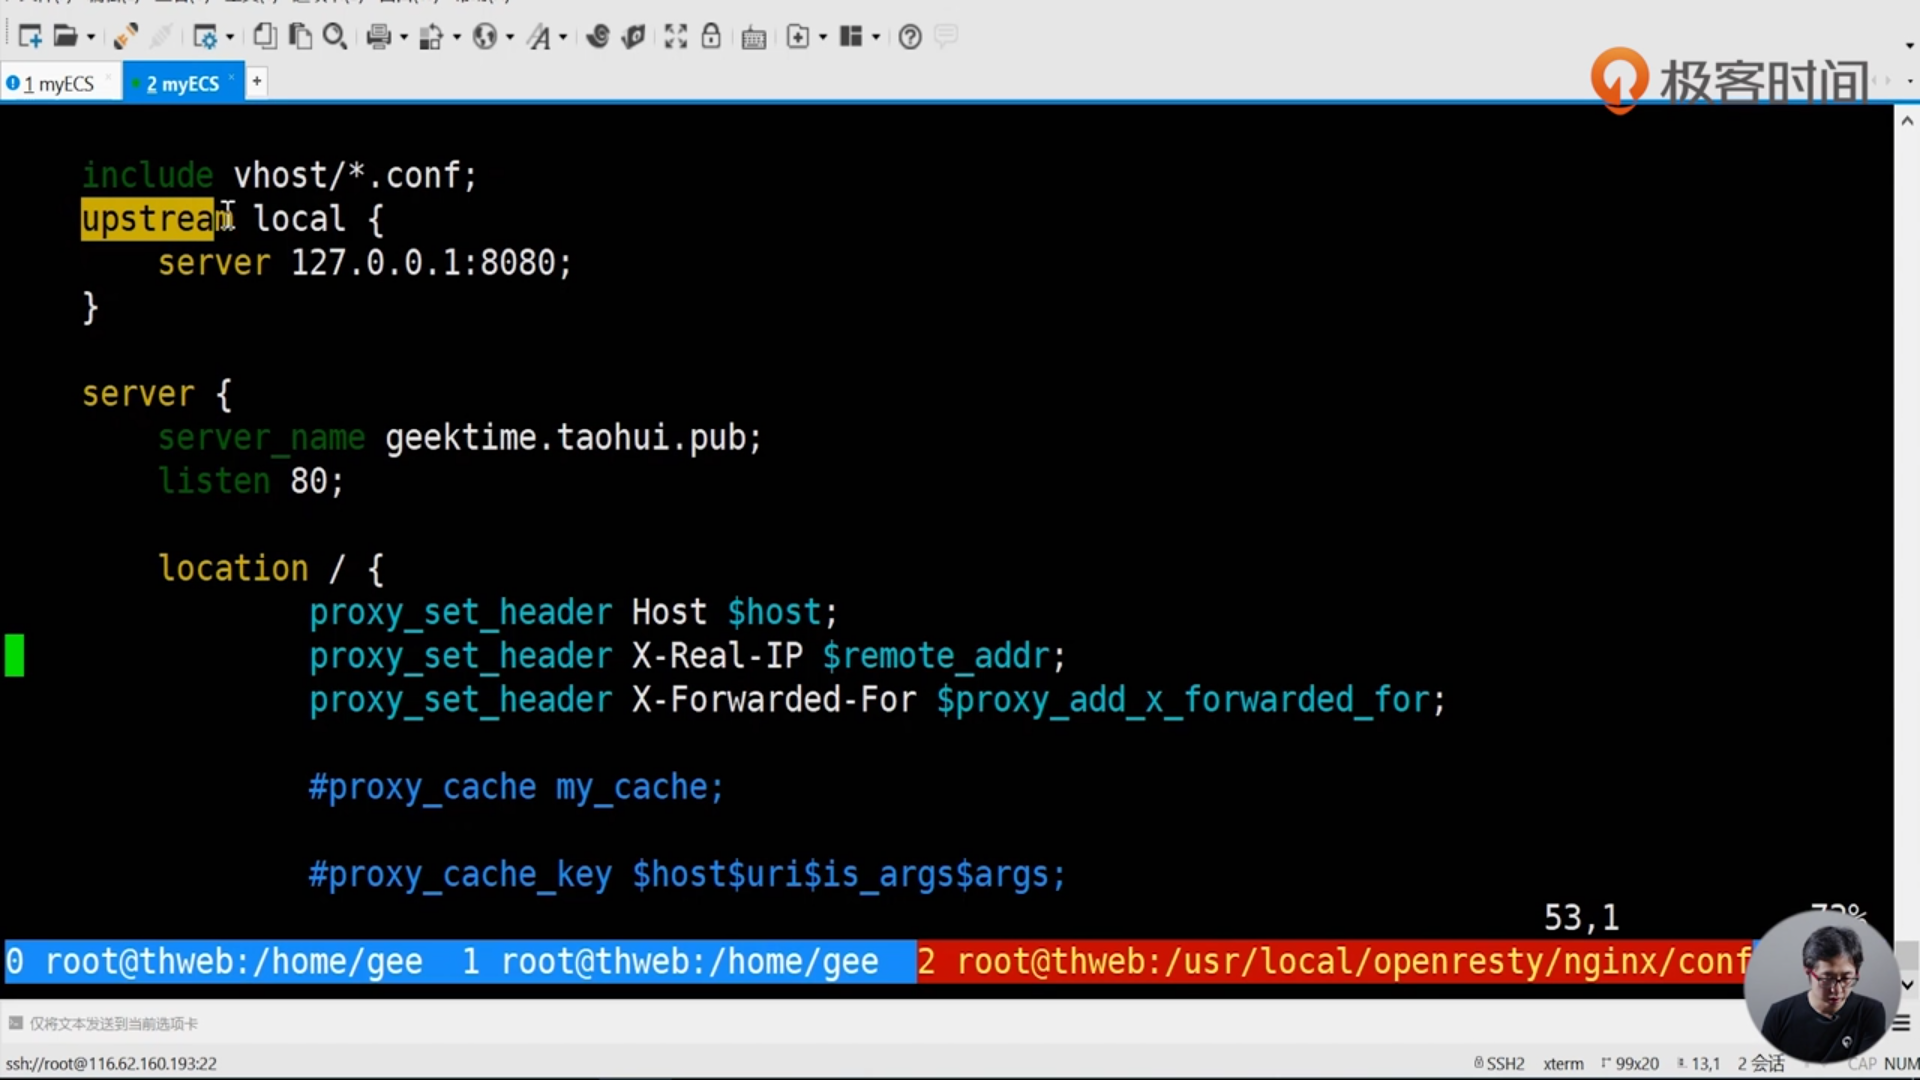 1 myECS
2 myECS
+
极客时间
include vhost/*.conf;
upstream local {
server 127.0.0.1:8080;
}
server {
server_name geektime.taohui.pub;
listen 80;
location / {
proxy_set_header Host $host;
proxy_set_header X-Real-IP $remote_addr;
proxy_set_header X-Forwarded-For $proxy_add_x_forwarded_for;
#proxy_cache my_cache;
#proxy_cache_key $host$uri$is_args$args;
53,1
0 root@thweb:/home/gee 1 root@thweb:/home/gee 2 root@thweb:/usr/local/openresty/nginx/conf
仅将文本发送到当前选项卡
ssh://root@116.62.160.193:22
SSH2 xterm 99x20 13,1 2 会话 CAP NUM